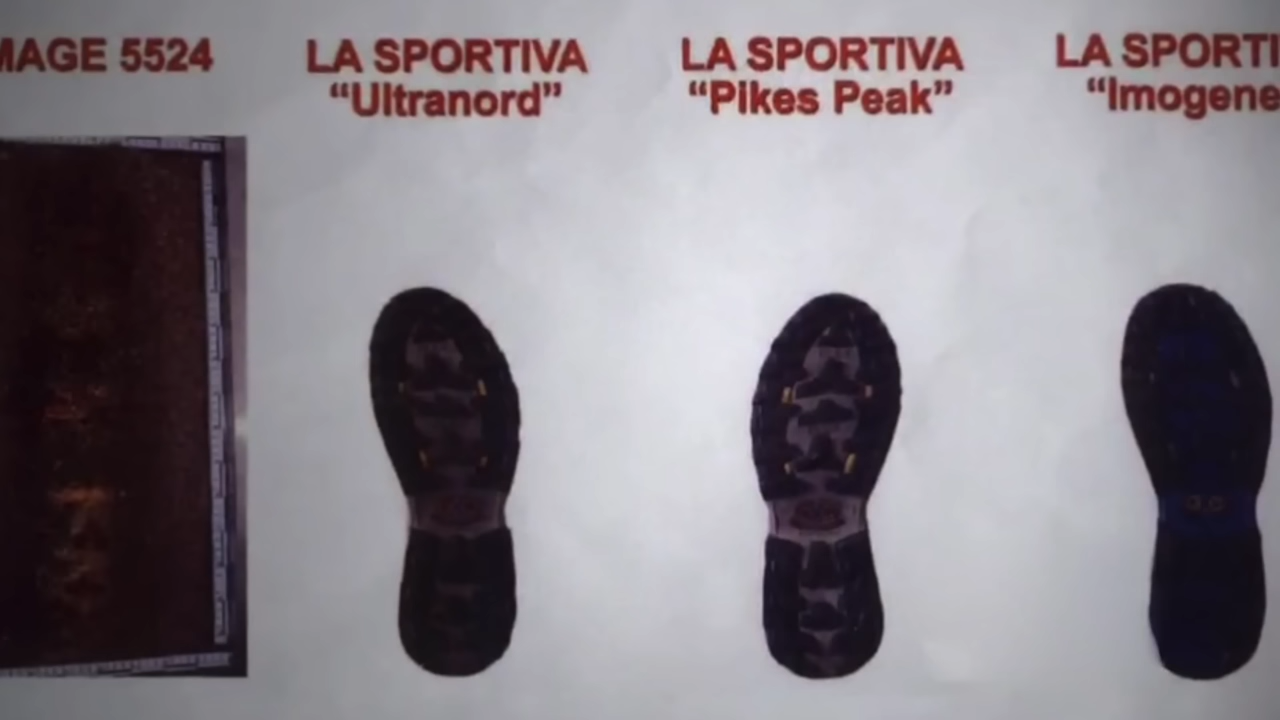 MAGE 5524
LA SPORTIVA
“Ultranord”
LA SPORTIVA
“Pikes Peak”
LA SPORTI
“Imogene